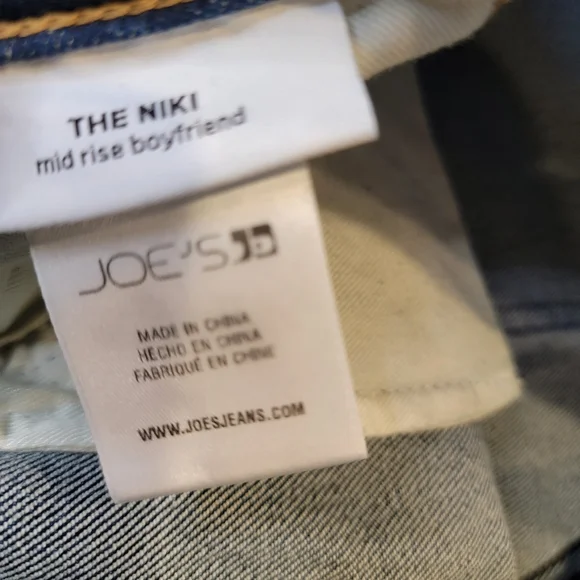 THE NIKI
mid rise boyfriend
JOE'S
MADE IN CHINA
HECHO EN CHINA
FABRIQUÉ EN CHINE
WWW.JOESJEANS.COM